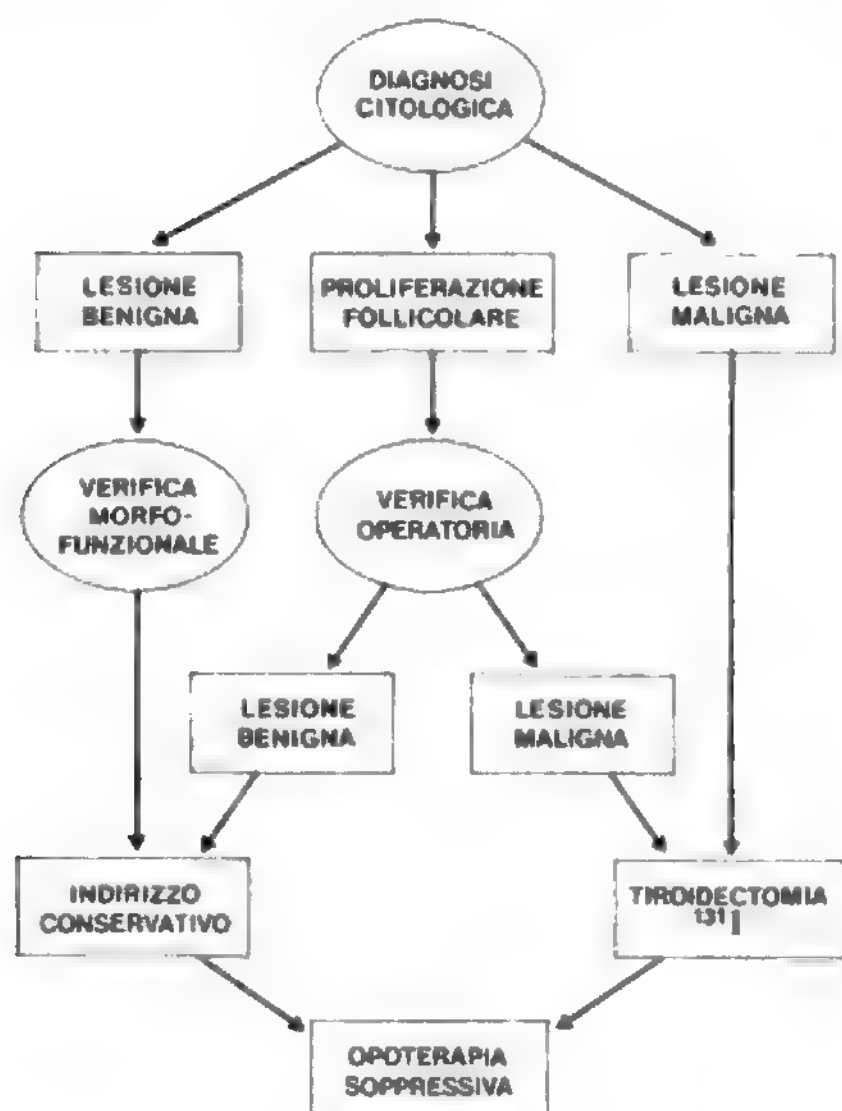 DIAGNOSI
CITOLOGICA
LESIONE
BENIGNA
PROLIFERAZIONE
FOLLICOLARE
LESIONE
MALIGNA
VERIFICA
MORFO-
FUNZIONALE
VERIFICA
OPERATORIA
LESIONE
BENIGNA
LESIONE
MALIGNA
INDIRIZZO
CONSERVATIVO
TIROIDECTOMIA
¹³¹I
OPOTERAPIA
SOPPRESSIVA